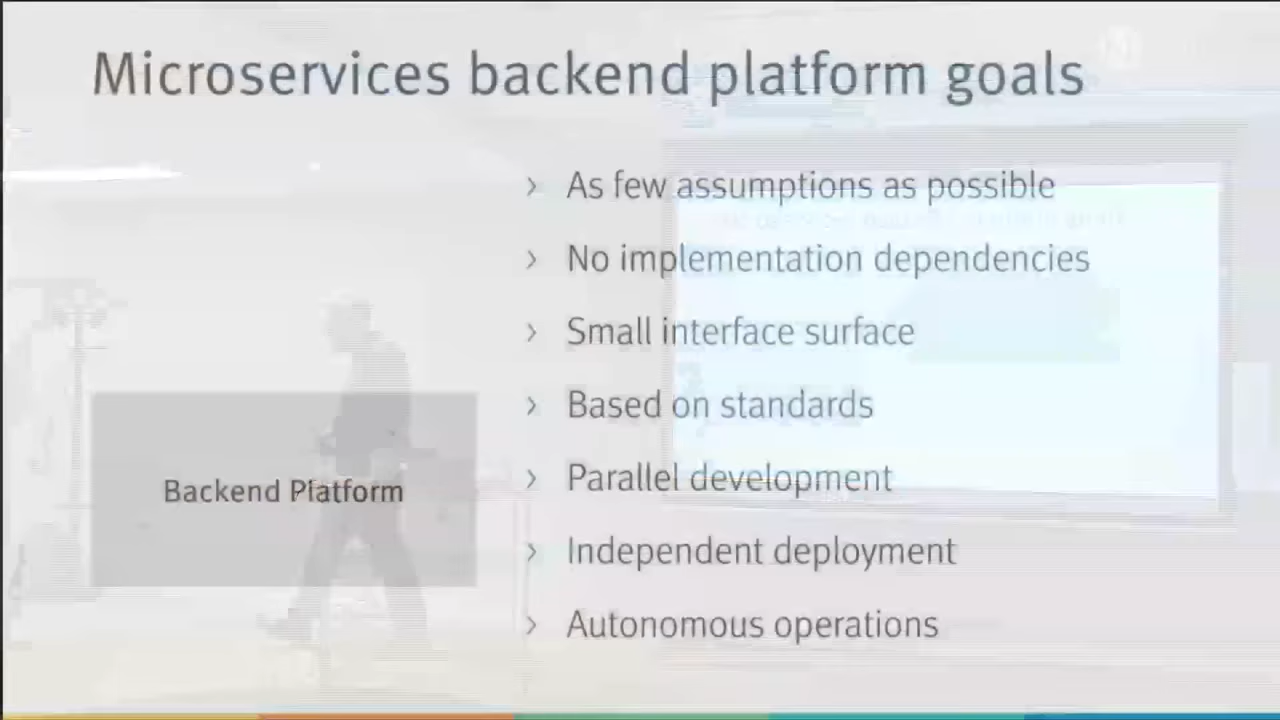 Microservices backend platform goals
› As few assumptions as possible
› No implementation dependencies
› Small interface surface
› Based on standards
› Parallel development
› Independent deployment
› Autonomous operations
Backend Platform